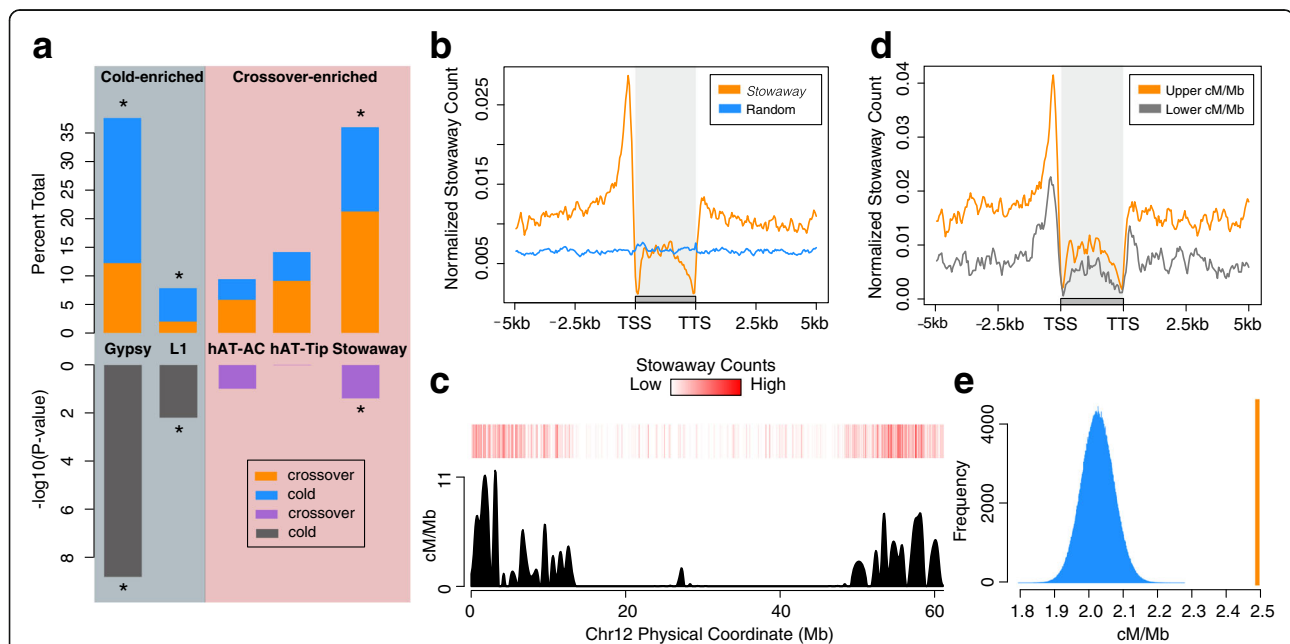 a
Cold-enriched
Crossover-enriched
*
*
*
Percent Total
35
30
25
20
15
10
5
0
Gypsy
L1
hAT-AC
hAT-Tip
Stowaway
-log10(P-value)
0
2
4
6
8
*
*
*
crossover
cold
crossover
cold
b
Normalized Stowaway Count
0.025
0.015
0.005
Stowaway
Random
−5kb
-2.5kb
TSS
TTS
2.5kb
5kb
d
Normalized Stowaway Count
0.04
0.03
0.02
0.01
0.00
Upper cM/Mb
Lower cM/Mb
−5kb
-2.5kb
TSS
TTS
2.5kb
5kb
c
Stowaway Counts
Low
High
cM/Mb
11
0
0
20
40
60
Chr12 Physical Coordinate (Mb)
e
Frequency
4000
2000
0
1.8
1.9
2.0
2.1
2.2
2.3
2.4
2.5
cM/Mb